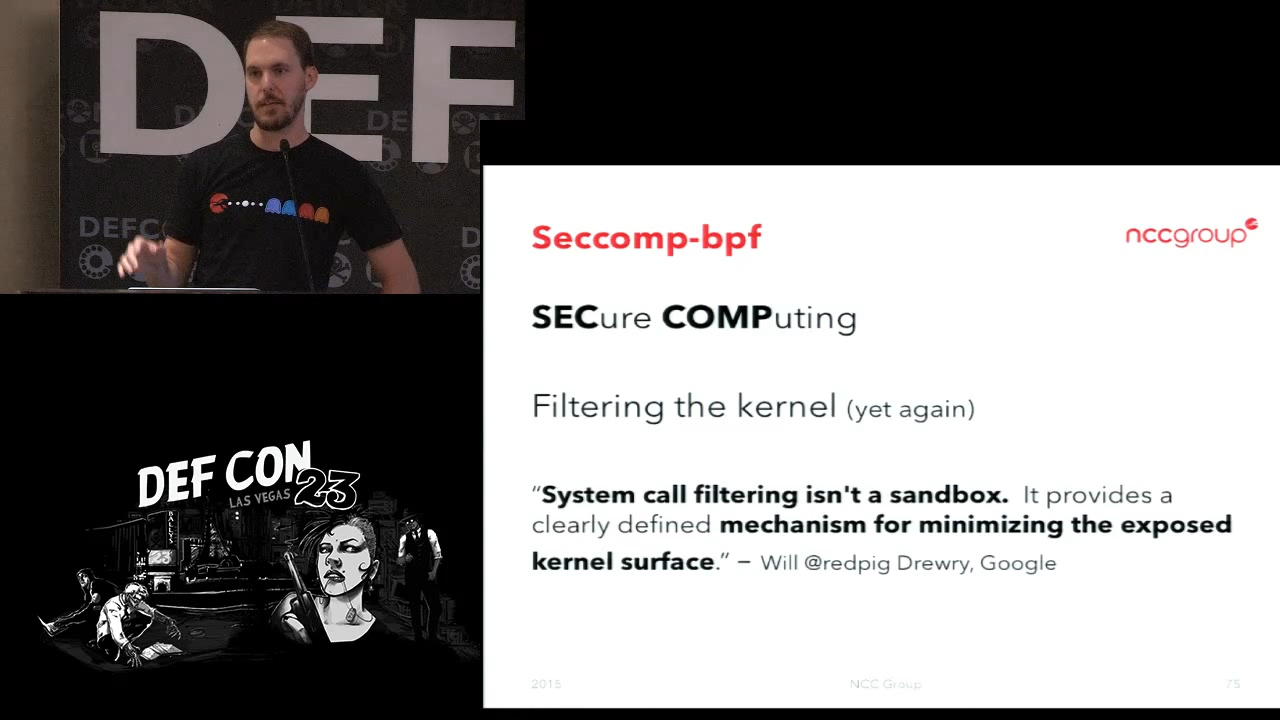 DEF
Seccomp-bpf
nccgroup
SECure COMPuting
Filtering the kernel (yet again)
“System call filtering isn't a sandbox. It provides a
clearly defined mechanism for minimizing the exposed
kernel surface.” – Will @redpig Drewry, Google
2015
NCC Group
75
DEF CON
LAS VEGAS 23
BALLY'S